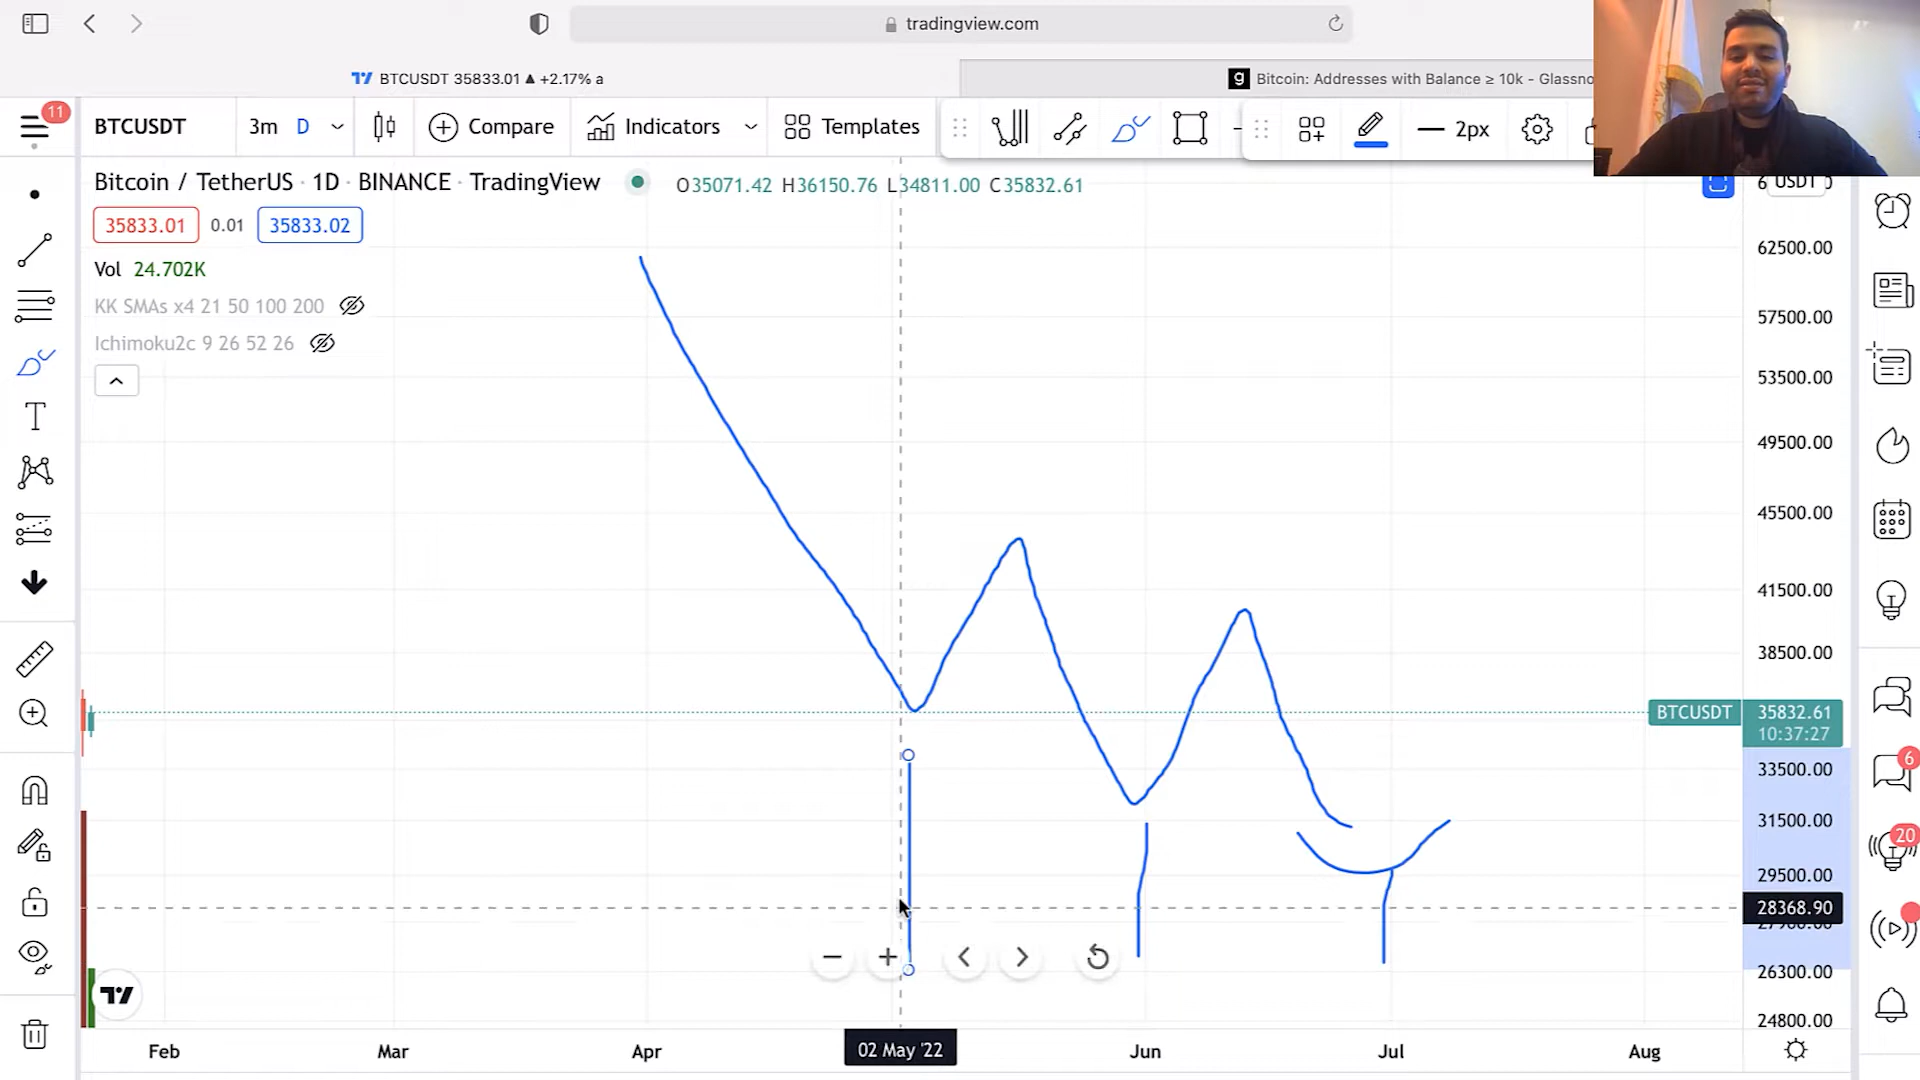 tradingview.com
BTCUSDT 35833.01 ▲ +2.17% a
g Bitcoin: Addresses with Balance ≥ 10k - Glassno
11
BTCUSDT 3m D Compare Indicators Templates 2px
Bitcoin / TetherUS · 1D · BINANCE · TradingView O35071.42 H36150.76 L34811.00 C35832.61
USDT
35833.01 0.01 35833.02
Vol 24.702K
KK SMAs x4 21 50 100 200
Ichimoku2c 9 26 52 26
62500.00
57500.00
53500.00
49500.00
45500.00
41500.00
38500.00
BTCUSDT 35832.61
10:37:27
33500.00
6
31500.00
20
29500.00
28368.90
26300.00
24800.00
Feb Mar Apr 02 May '22 Jun Jul Aug